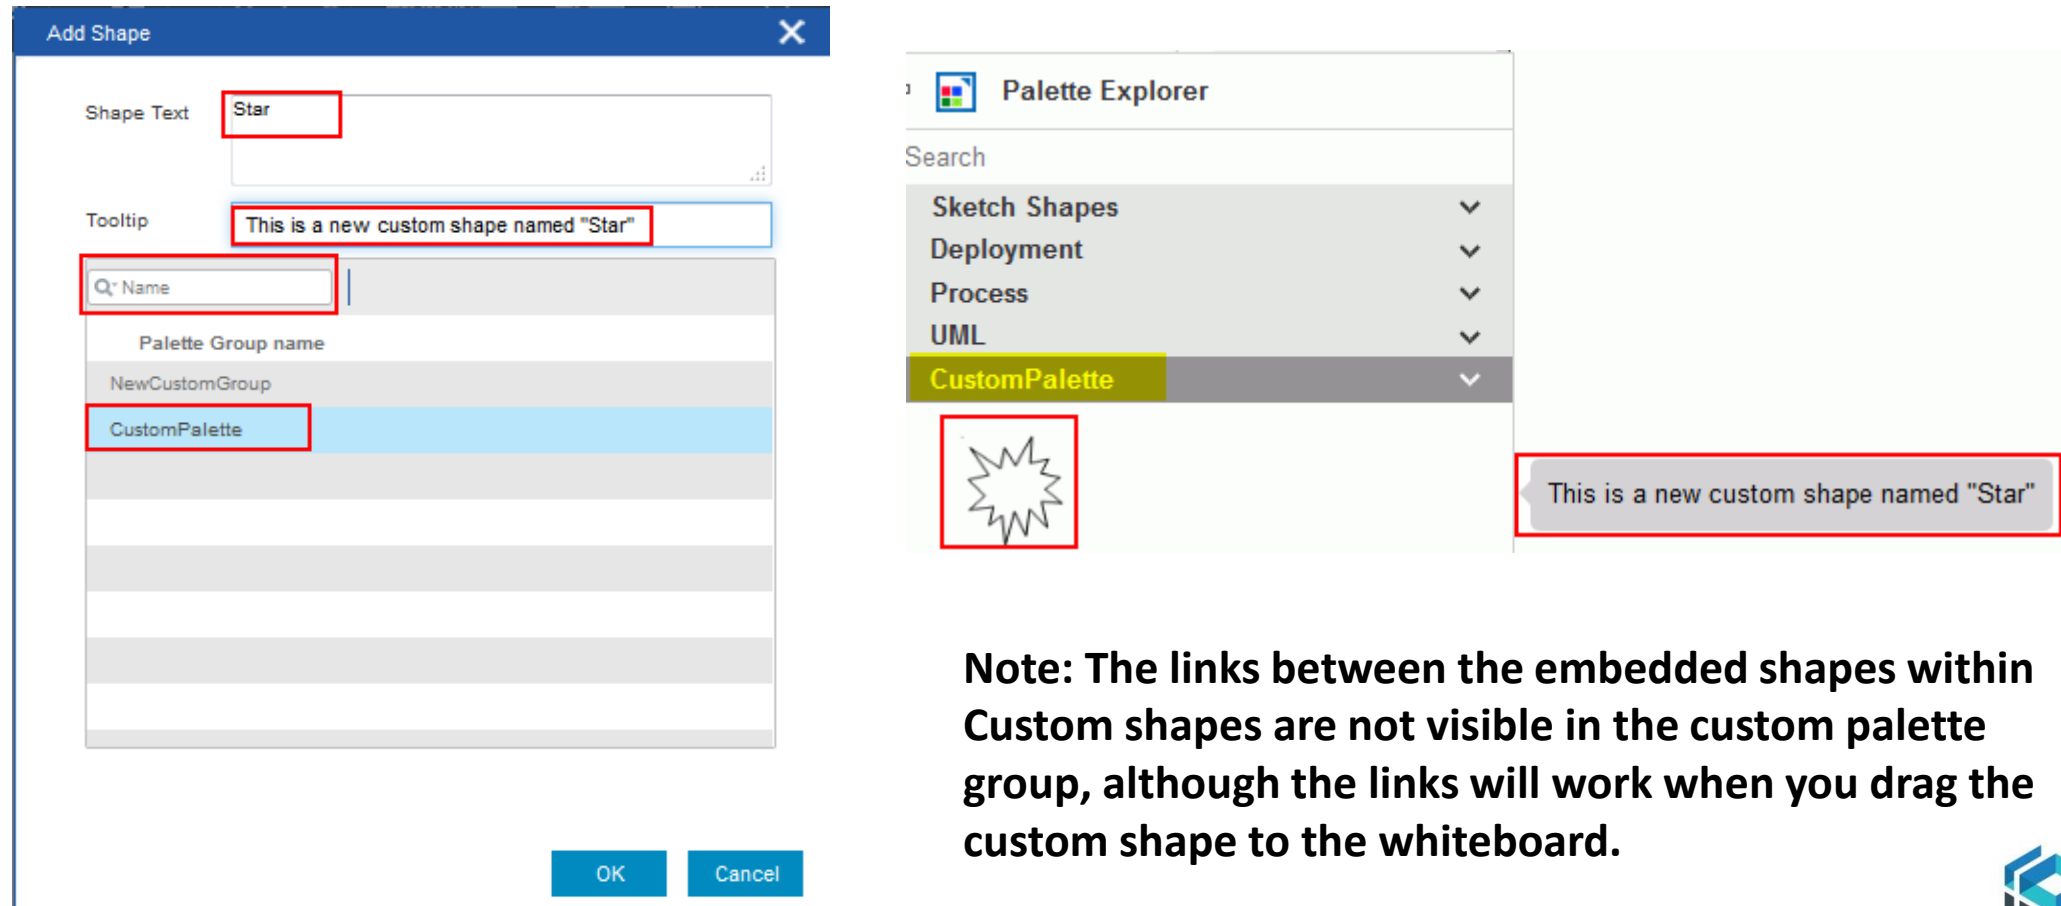 Add Shape
Shape Text
Star
Tooltip
This is a new custom shape named "Star"
Name
Palette Group name
NewCustomGroup
CustomPalette
OK
Cancel
Palette Explorer
Search
Sketch Shapes
Deployment
Process
UML
CustomPalette
This is a new custom shape named "Star"
Note: The links between the embedded shapes within
Custom shapes are not visible in the custom palette
group, although the links will work when you drag the
custom shape to the whiteboard.